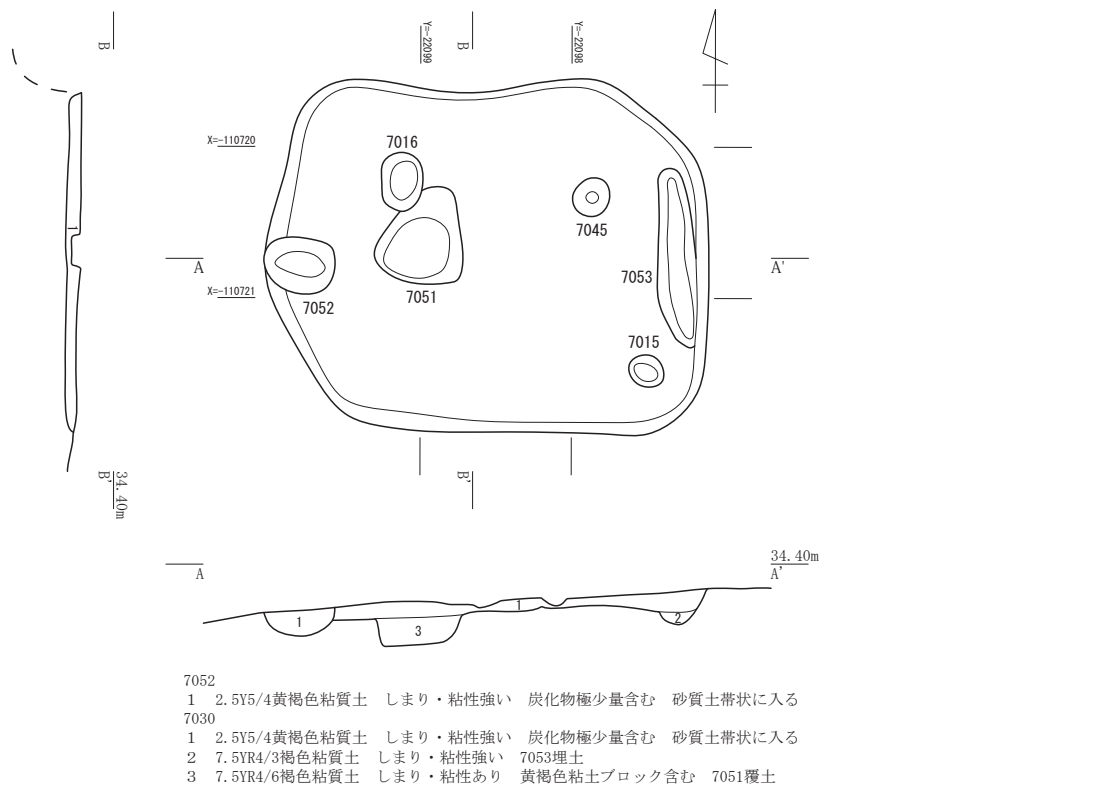 B
B
Y=-22099
Y=-22098
X=-110720
7016
7045
7053
A
A'
X=-110721
7052
7051
7015
1
B'
34.40m
B'
34.40m
A
A'
1
3
1
2
7052
1　2.5Y5/4黄褐色粘質土　しまり・粘性強い　炭化物極少量含む　砂質土帯状に入る
7030
1　2.5Y5/4黄褐色粘質土　しまり・粘性強い　炭化物極少量含む　砂質土帯状に入る
2　7.5YR4/3褐色粘質土　しまり・粘性強い　7053埋土
3　7.5YR4/6褐色粘質土　しまり・粘性あり　黄褐色粘土ブロック含む　7051覆土